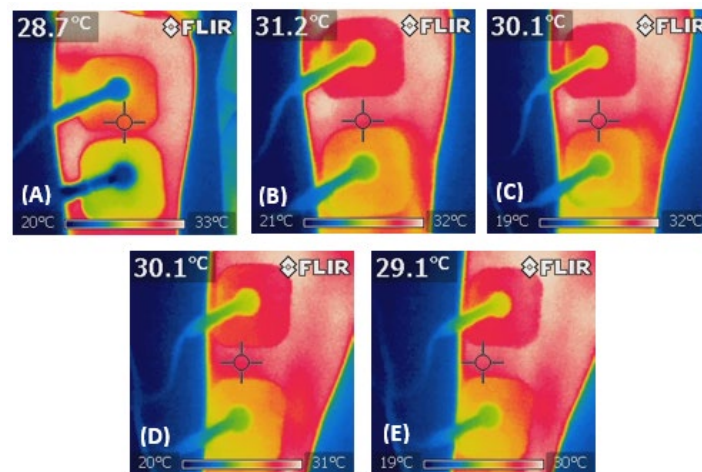 28.7°C FLIR
(A)
20°C 33°C
31.2°C FLIR
(B)
21°C 32°C
30.1°C FLIR
(C)
19°C 32°C
30.1°C FLIR
(D)
20°C 31°C
29.1°C FLIR
(E)
19°C 30°C